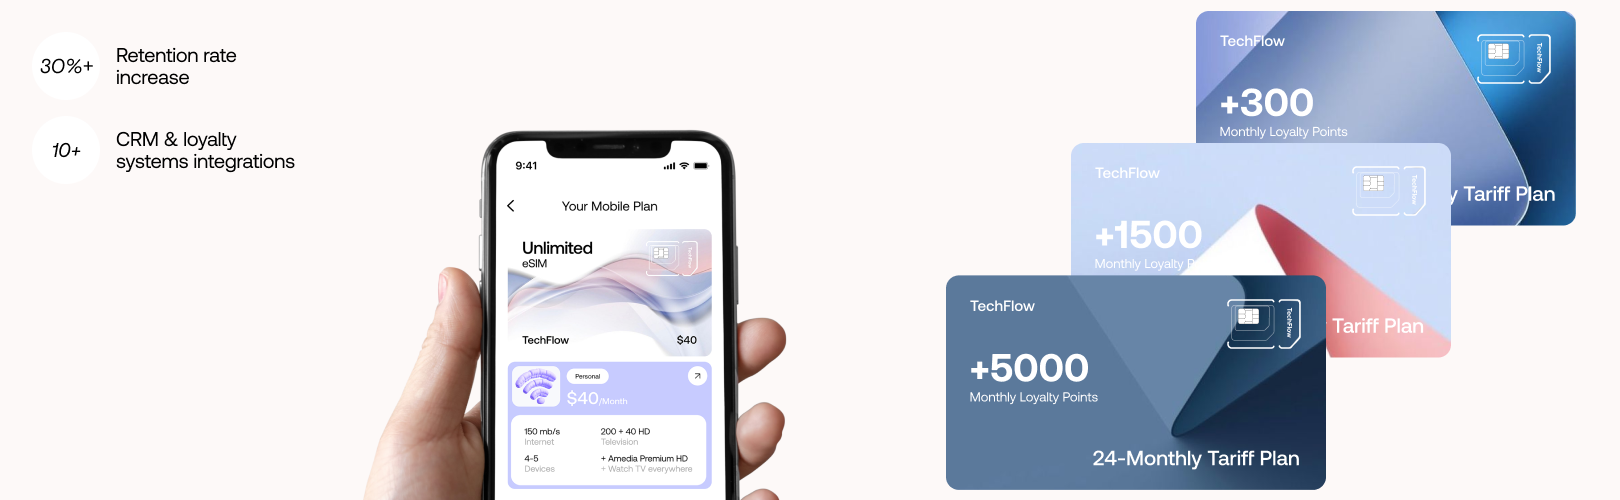 30%+
Retention rate
increase
10+
CRM & loyalty
systems integrations
9:41
Your Mobile Plan
Unlimited
eSIM
TechFlow
TechFlow
$40
Personal
$40/Month
150 mb/s
Internet
200 + 40 HD
Television
4-5
Devices
+ Amedia Premium HD
+ Watch TV everywhere
TechFlow
TechFlow
+300
Monthly Loyalty Points
y Tariff Plan
TechFlow
TechFlow
+1500
Monthly Loyalty P
Tariff Plan
TechFlow
TechFlow
+5000
Monthly Loyalty Points
24-Monthly Tariff Plan